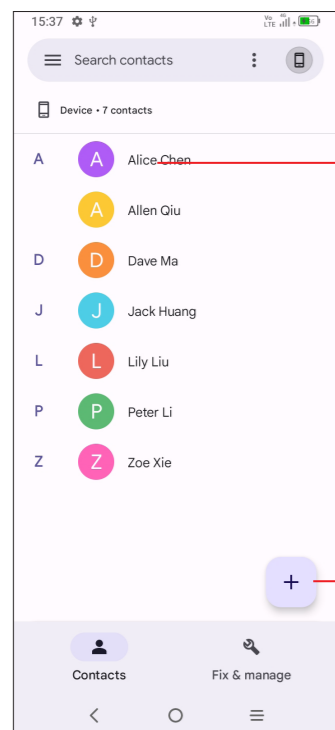 15:37
Vo LTE 4G
Search contacts
Device • 7 contacts
A
A
Alice Chen
A
Allen Qiu
D
D
Dave Ma
J
J
Jack Huang
L
L
Lily Liu
P
P
Peter Li
Z
Z
Zoe Xie
+
Contacts
Fix & manage